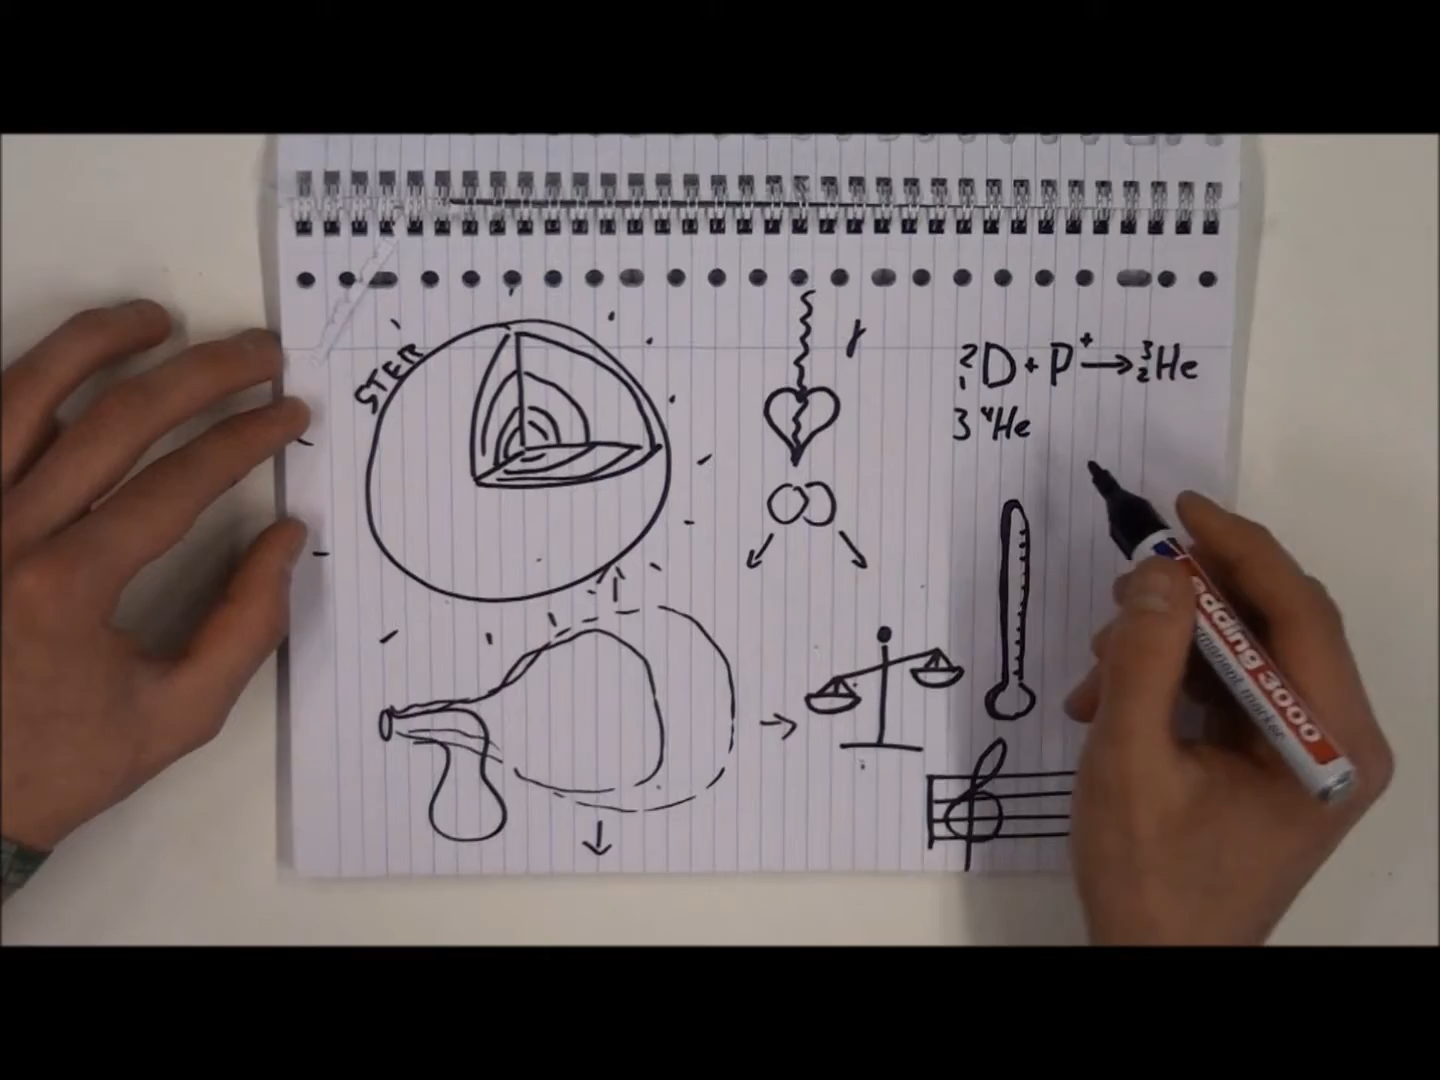 STER
γ
²₁D + P⁺ → ³₂He
3 ⁴He
edding 3000
permanent marker